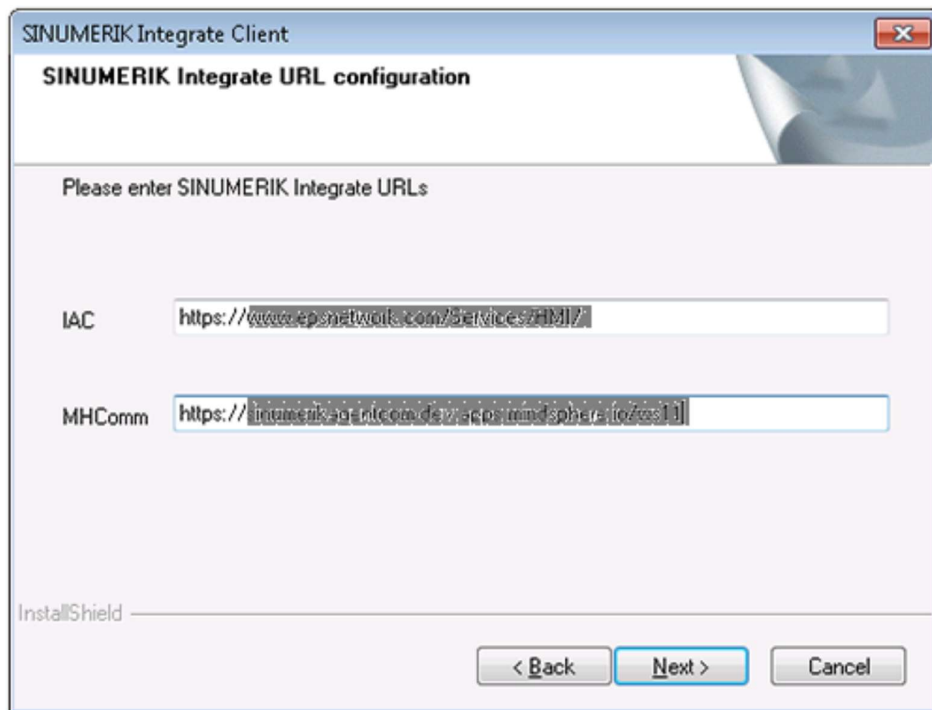 SINUMERIK Integrate Client
SINUMERIK Integrate URL configuration
Please enter SINUMERIK Integrate URLs
IAC
https://www.epsnetwork.com/Services/HMI/
MHComm
https://
InstallShield
< Back
Next >
Cancel